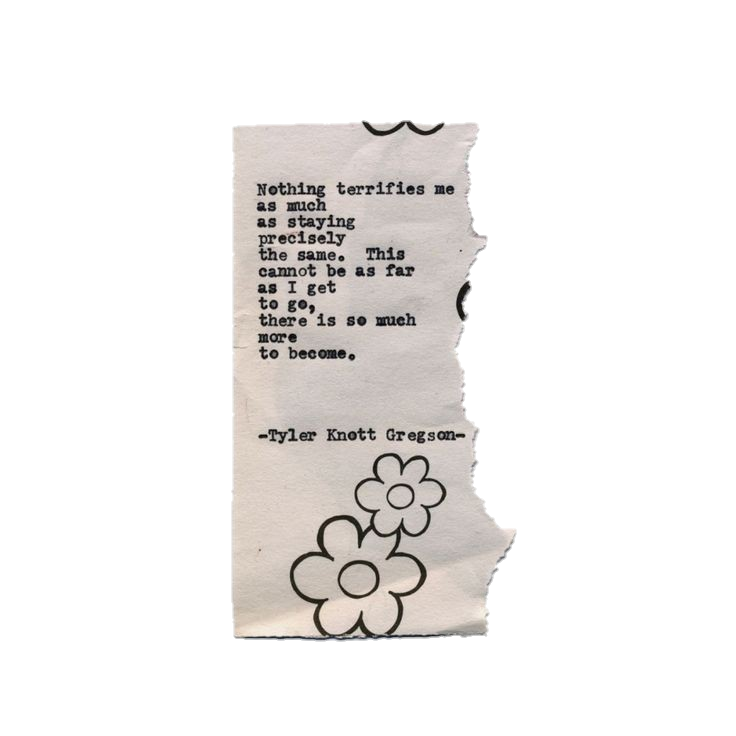 Nothing terrifies me
as much
as staying
precisely
the same.  This
cannot be as far
as I get
to go,
there is so much
more
to become.
-Tyler Knott Gregson-